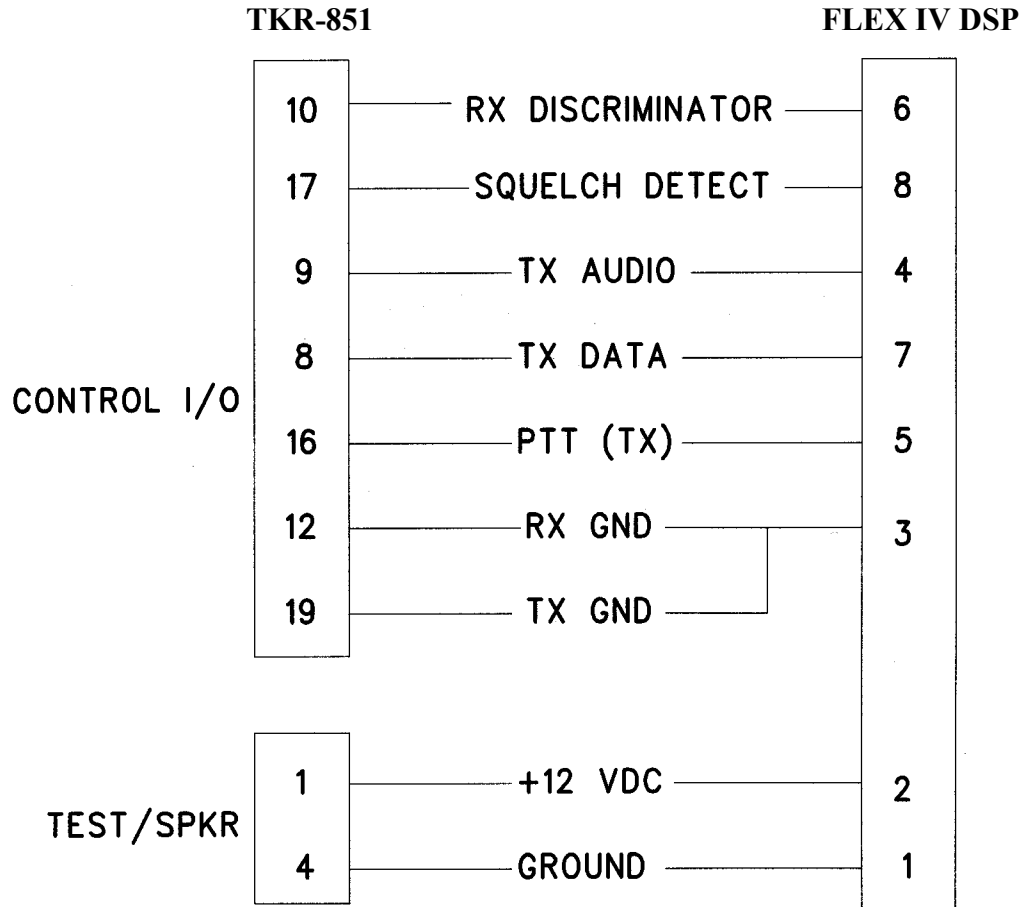 TKR-851 FLEX IV DSP
10 RX DISCRIMINATOR 6
17 SQUELCH DETECT 8
9 TX AUDIO 4
8 TX DATA 7
CONTROL I/O
16 PTT (TX) 5
12 RX GND 3
19 TX GND
1 +12 VDC 2
TEST/SPKR
4 GROUND 1